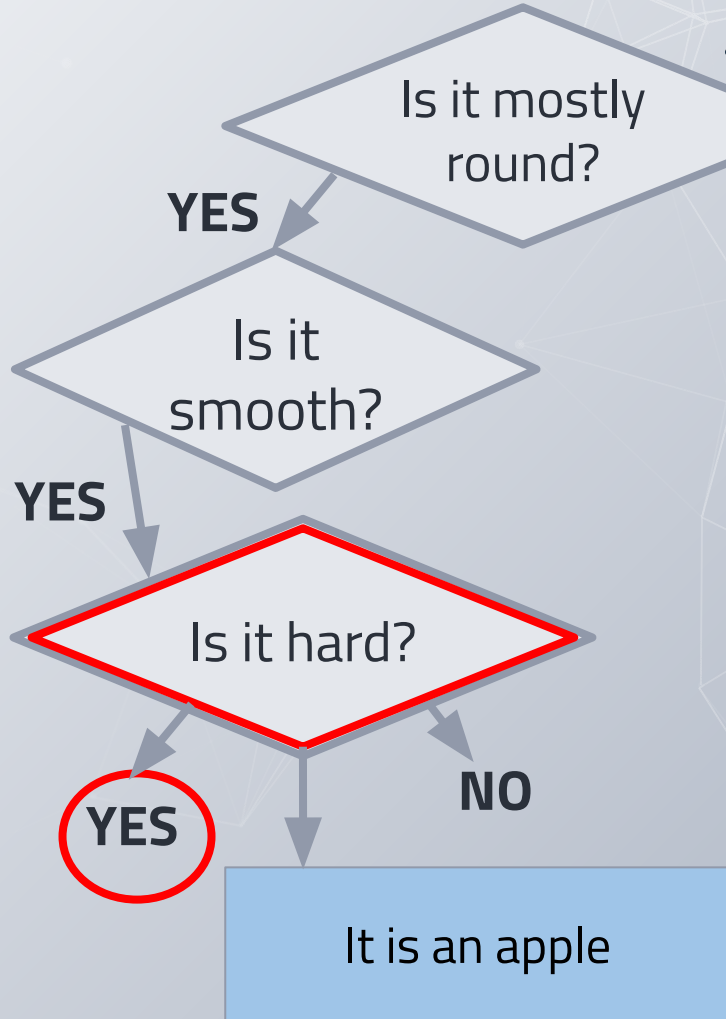 Is it mostly
round?
YES
Is it
smooth?
YES
Is it hard?
YES
NO
It is an apple